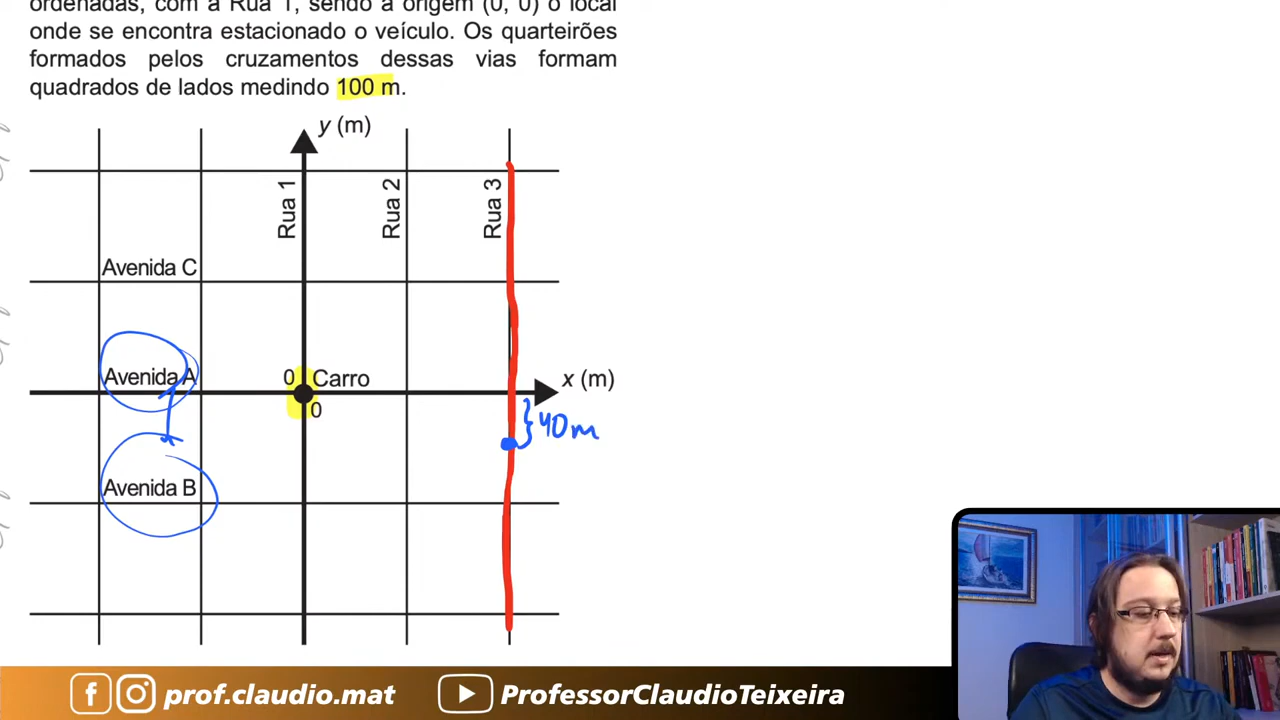 ordenadas, com a Rua 1, sendo a origem (0, 0) o local
onde se encontra estacionado o veículo. Os quarteirões
formados pelos cruzamentos dessas vias formam
quadrados de lados medindo 100 m.
y (m)
Rua 1
Rua 2
Rua 3
Avenida C
Avenida A
0
Carro
x (m)
0
40m
Avenida B
prof.claudio.mat
ProfessorClaudioTeixeira